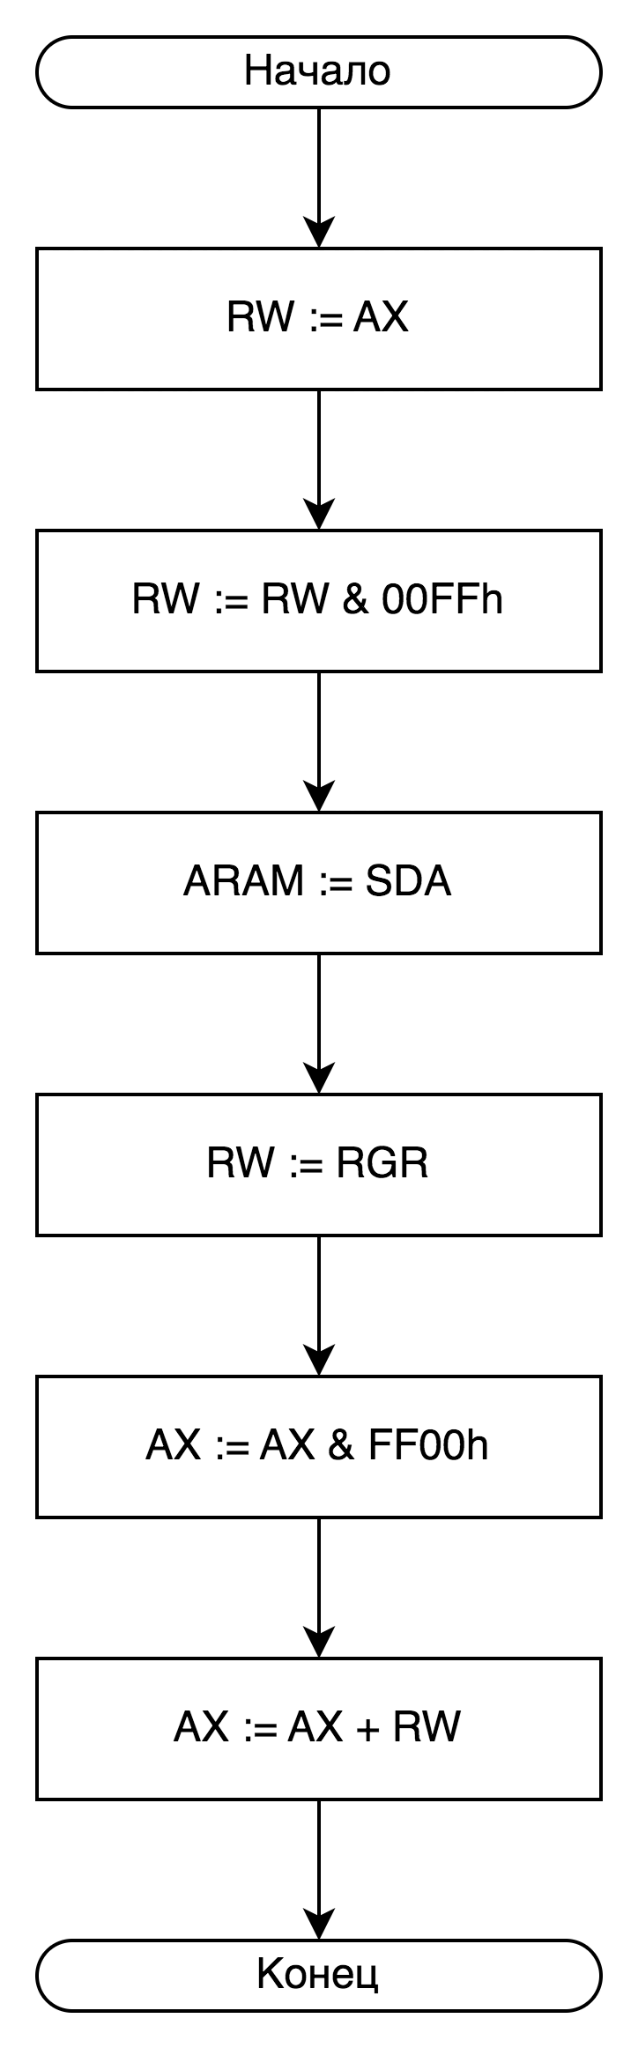 Начало
RW := AX
RW := RW & 00FFh
ARAM := SDA
RW := RGR
AX := AX & FF00h
AX := AX + RW
Конец